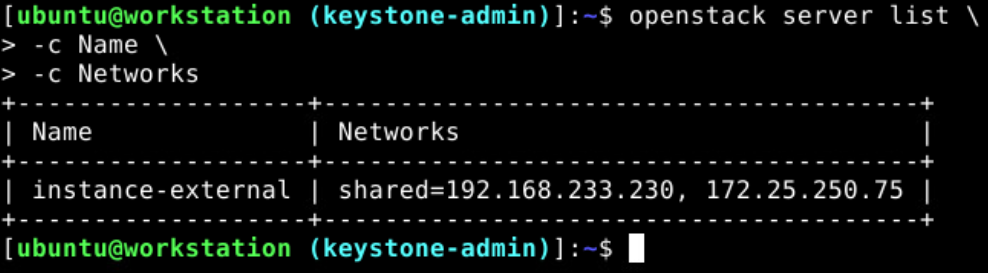 [ubuntu@workstation (keystone-admin)]:~$ openstack server list \
> -c Name \
> -c Networks
+-------------------+---------------------------------------+
| Name              | Networks                              |
+-------------------+---------------------------------------+
| instance-external | shared=192.168.233.230, 172.25.250.75 |
+-------------------+---------------------------------------+
[ubuntu@workstation (keystone-admin)]:~$